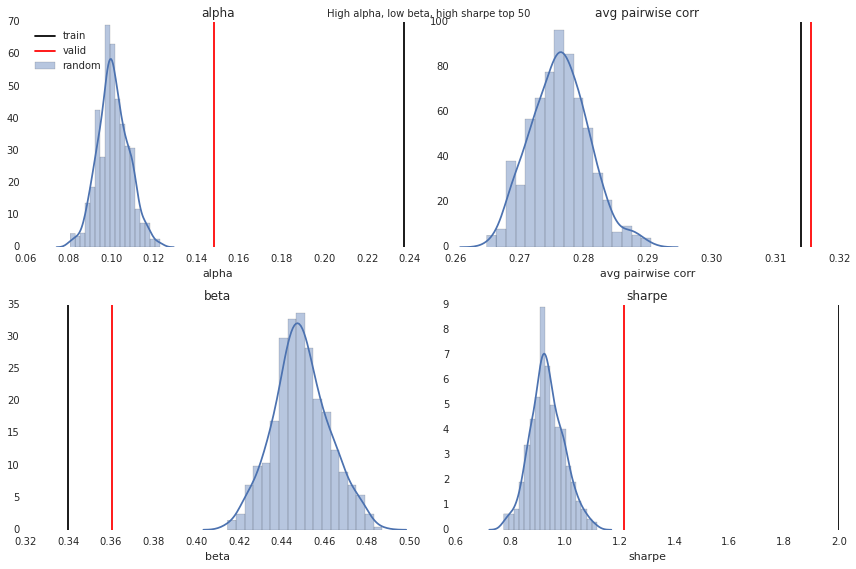 High alpha, low beta, high sharpe top 50
alpha
train
valid
random
70
60
50
40
30
20
10
0
0.06 0.08 0.10 0.12 0.14 0.16 0.18 0.20 0.22 0.24
alpha
avg pairwise corr
100
80
60
40
20
0
0.26 0.27 0.28 0.29 0.30 0.31 0.32
avg pairwise corr
beta
35
30
25
20
15
10
5
0
0.32 0.34 0.36 0.38 0.40 0.42 0.44 0.46 0.48 0.50
beta
sharpe
9
8
7
6
5
4
3
2
1
0
0.6 0.8 1.0 1.2 1.4 1.6 1.8 2.0
sharpe